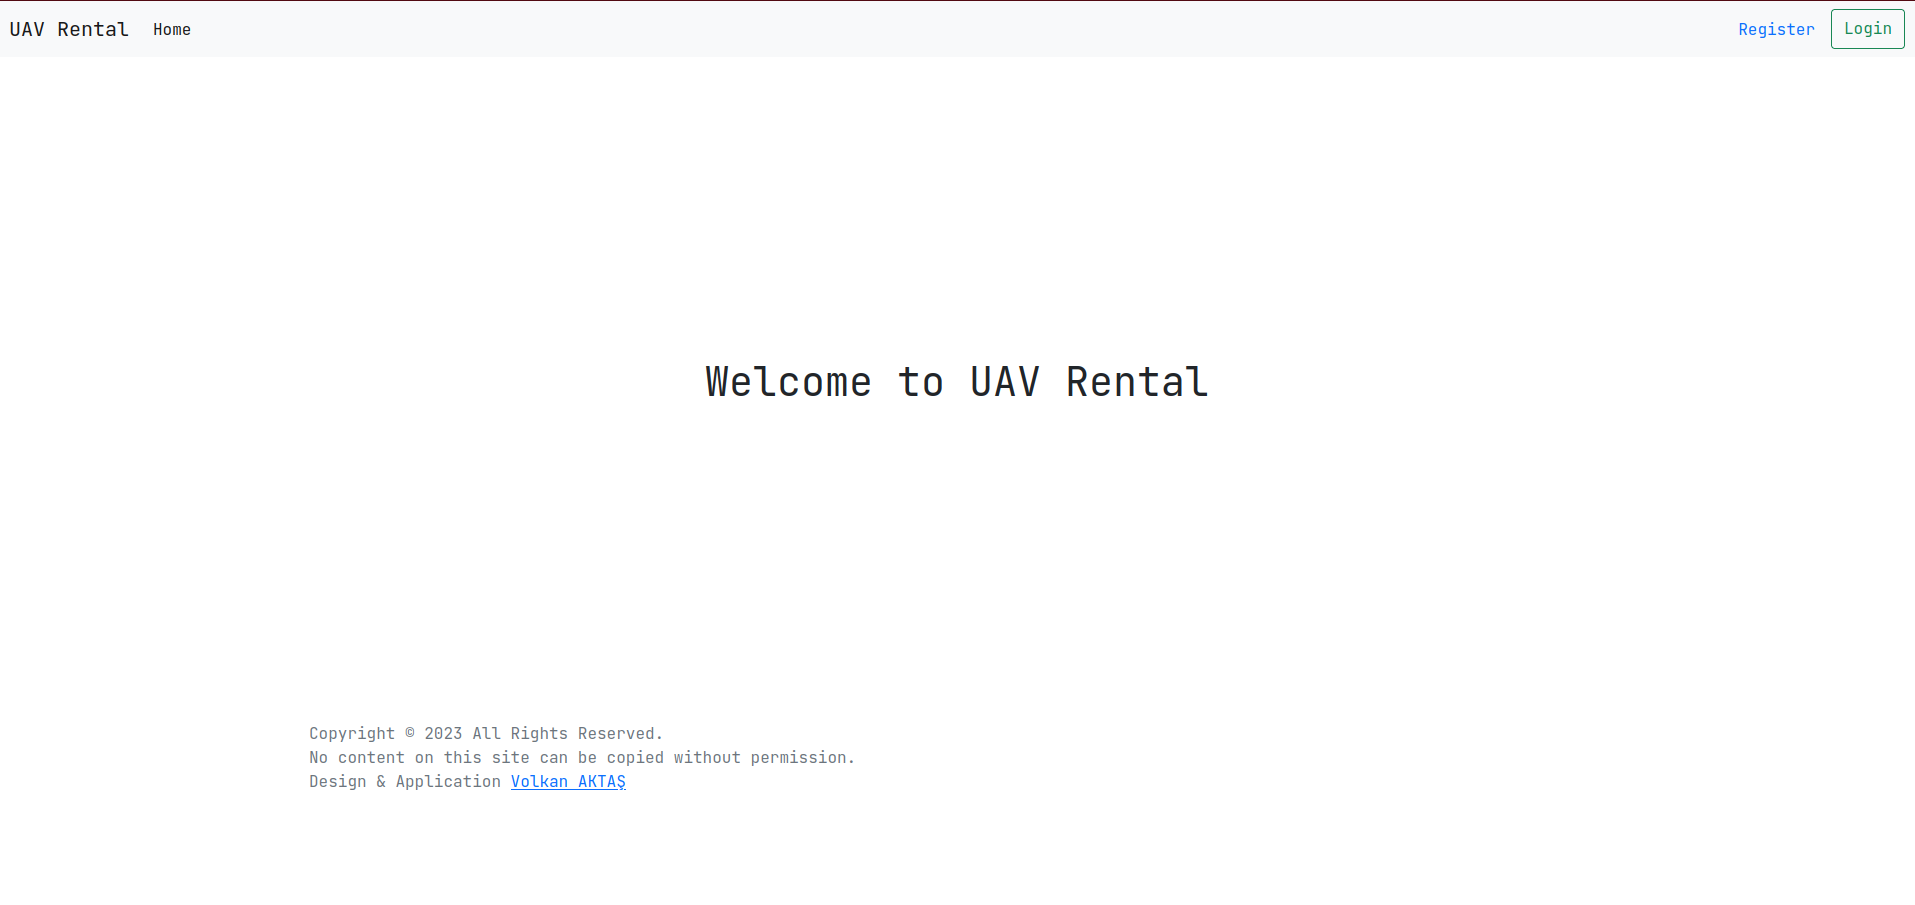 UAV Rental Home Register Login
Welcome to UAV Rental
Copyright © 2023 All Rights Reserved.
No content on this site can be copied without permission.
Design & Application Volkan AKTAŞ